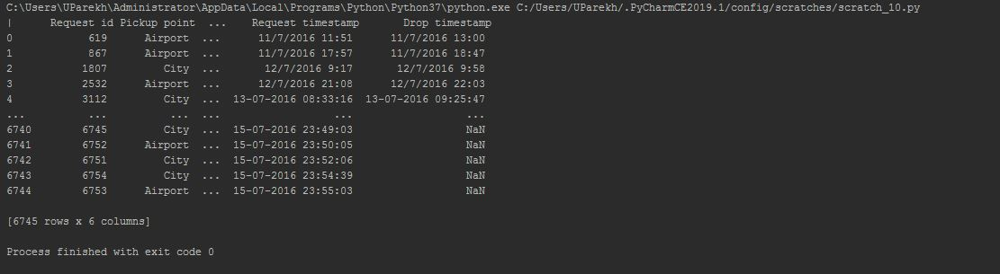 C:\Users\UParekh\Administrator\AppData\Local\Programs\Python\Python37\python.exe C:/Users/UParekh/.PyCharmCE2019.1/config/scratches/scratch_10.py
|      Request id Pickup point  ...    Request timestamp       Drop timestamp
0            619      Airport  ...      11/7/2016 11:51      11/7/2016 13:00
1            867      Airport  ...      11/7/2016 17:57      11/7/2016 18:47
2           1807         City  ...       12/7/2016 9:17       12/7/2016 9:58
3           2532      Airport  ...      12/7/2016 21:08      12/7/2016 22:03
4           3112         City  ...  13-07-2016 08:33:16  13-07-2016 09:25:47
...          ...          ...  ...                  ...                  ...
6740        6745         City  ...  15-07-2016 23:49:03                  NaN
6741        6752      Airport  ...  15-07-2016 23:50:05                  NaN
6742        6751         City  ...  15-07-2016 23:52:06                  NaN
6743        6754         City  ...  15-07-2016 23:54:39                  NaN
6744        6753      Airport  ...  15-07-2016 23:55:03                  NaN
[6745 rows x 6 columns]
Process finished with exit code 0